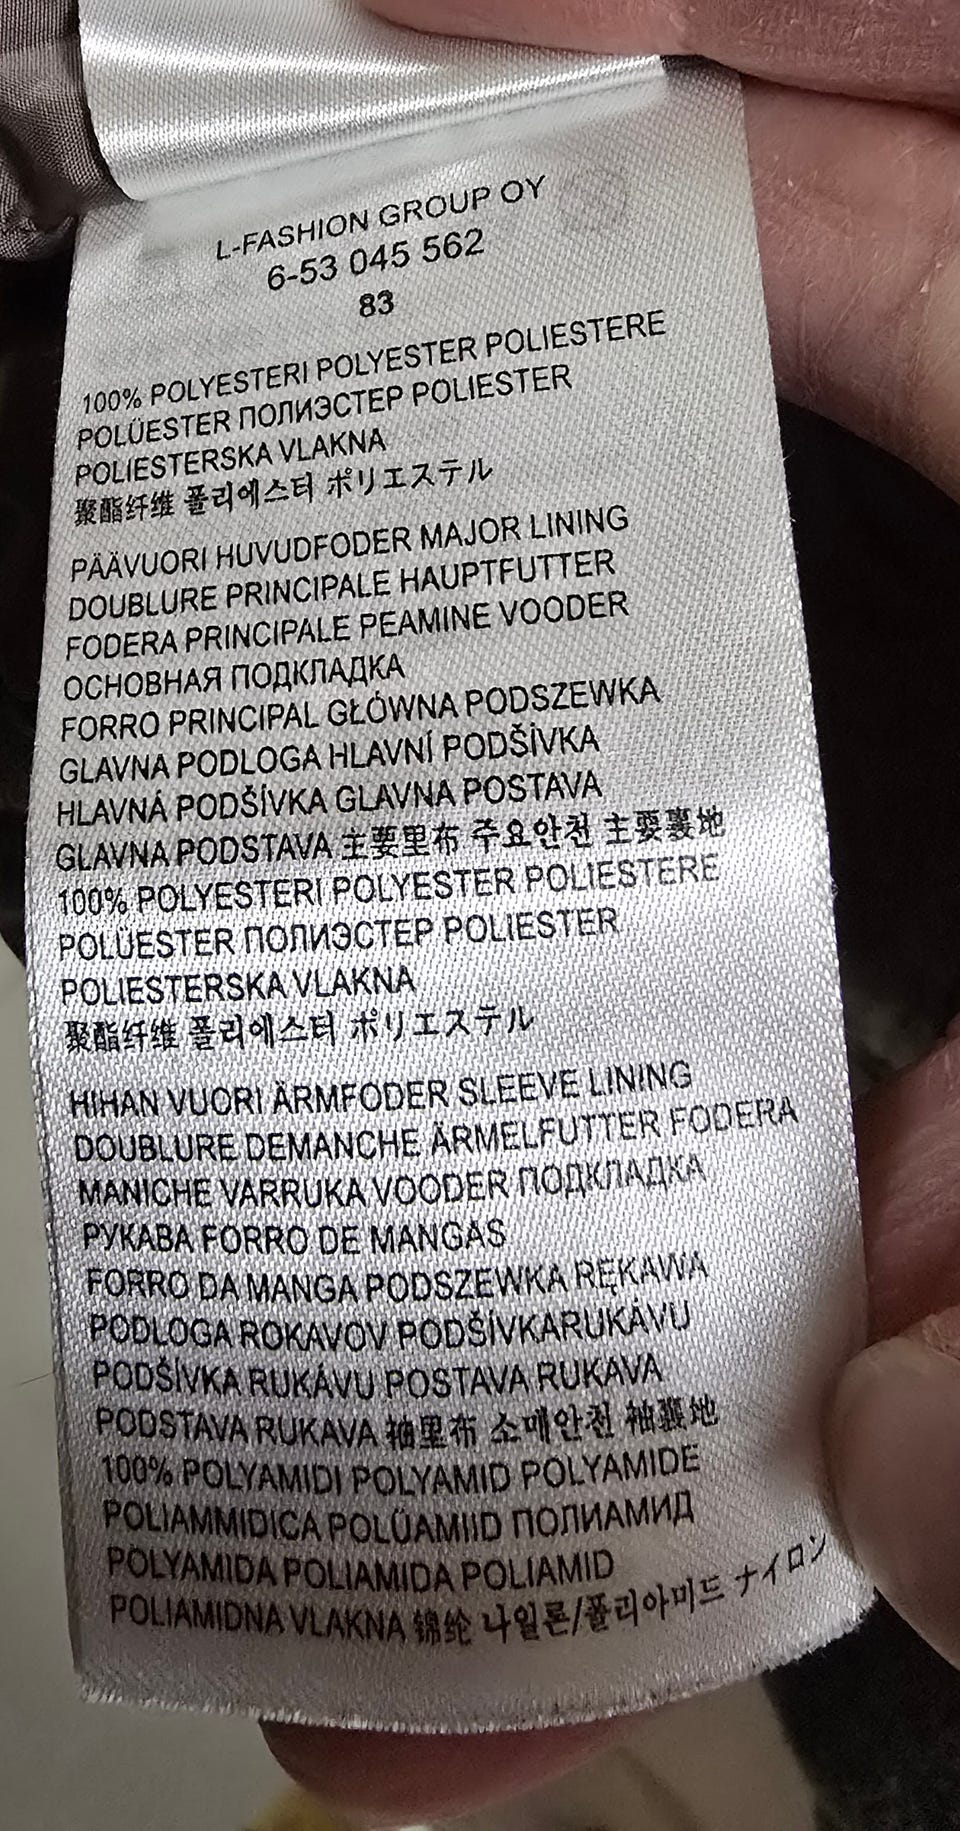 L-FASHION GROUP OY
6-53 045 562
83
100% POLYESTERI POLYESTER POLIESTERE
POLÜESTER ПОЛИЭСТЕР POLIESTER
POLIESTERSKA VLAKNA
聚酯纤维 폴리에스터 ポリエステル
PÄÄVUORI HUVUDFODER MAJOR LINING
DOUBLURE PRINCIPALE HAUPTFUTTER
FODERA PRINCIPALE PEAMINE VOODER
ОСНОВНАЯ ПОДКЛАДКА
FORRO PRINCIPAL GŁÓWNA PODSZEWKA
GLAVNA PODLOGA HLAVNÍ PODŠÍVKA
HLAVNÁ PODŠÍVKA GLAVNA POSTAVA
GLAVNA PODSTAVA 主要里布 주요안천 主要裏地
100% POLYESTERI POLYESTER POLIESTERE
POLÜESTER ПОЛИЭСТЕР POLIESTER
POLIESTERSKA VLAKNA
聚酯纤维 폴리에스터 ポリエステル
HIHAN VUORI ÄRMFODER SLEEVE LINING
DOUBLURE DEMANCHE ÄRMELFUTTER FODERA
MANICHE VARRUKA VOODER ПОДКЛАДКА
РУКАВА FORRO DE MANGAS
FORRO DA MANGA PODSZEWKA RĘKAWA
PODLOGA ROKAVOV PODŠÍVKARUKÁVU
PODŠÍVKA RUKÁVU POSTAVA RUKAVA
PODSTAVA RUKAVA 袖里布 소매안천 袖裏地
100% POLYAMIDI POLYAMID POLYAMIDE
POLIAMMIDICA POLÜAMIID ПОЛИАМИД
POLYAMIDA POLIAMIDA POLIAMID
POLIAMIDNA VLAKNA 锦纶 나일론/폴리아미드 ナイロン